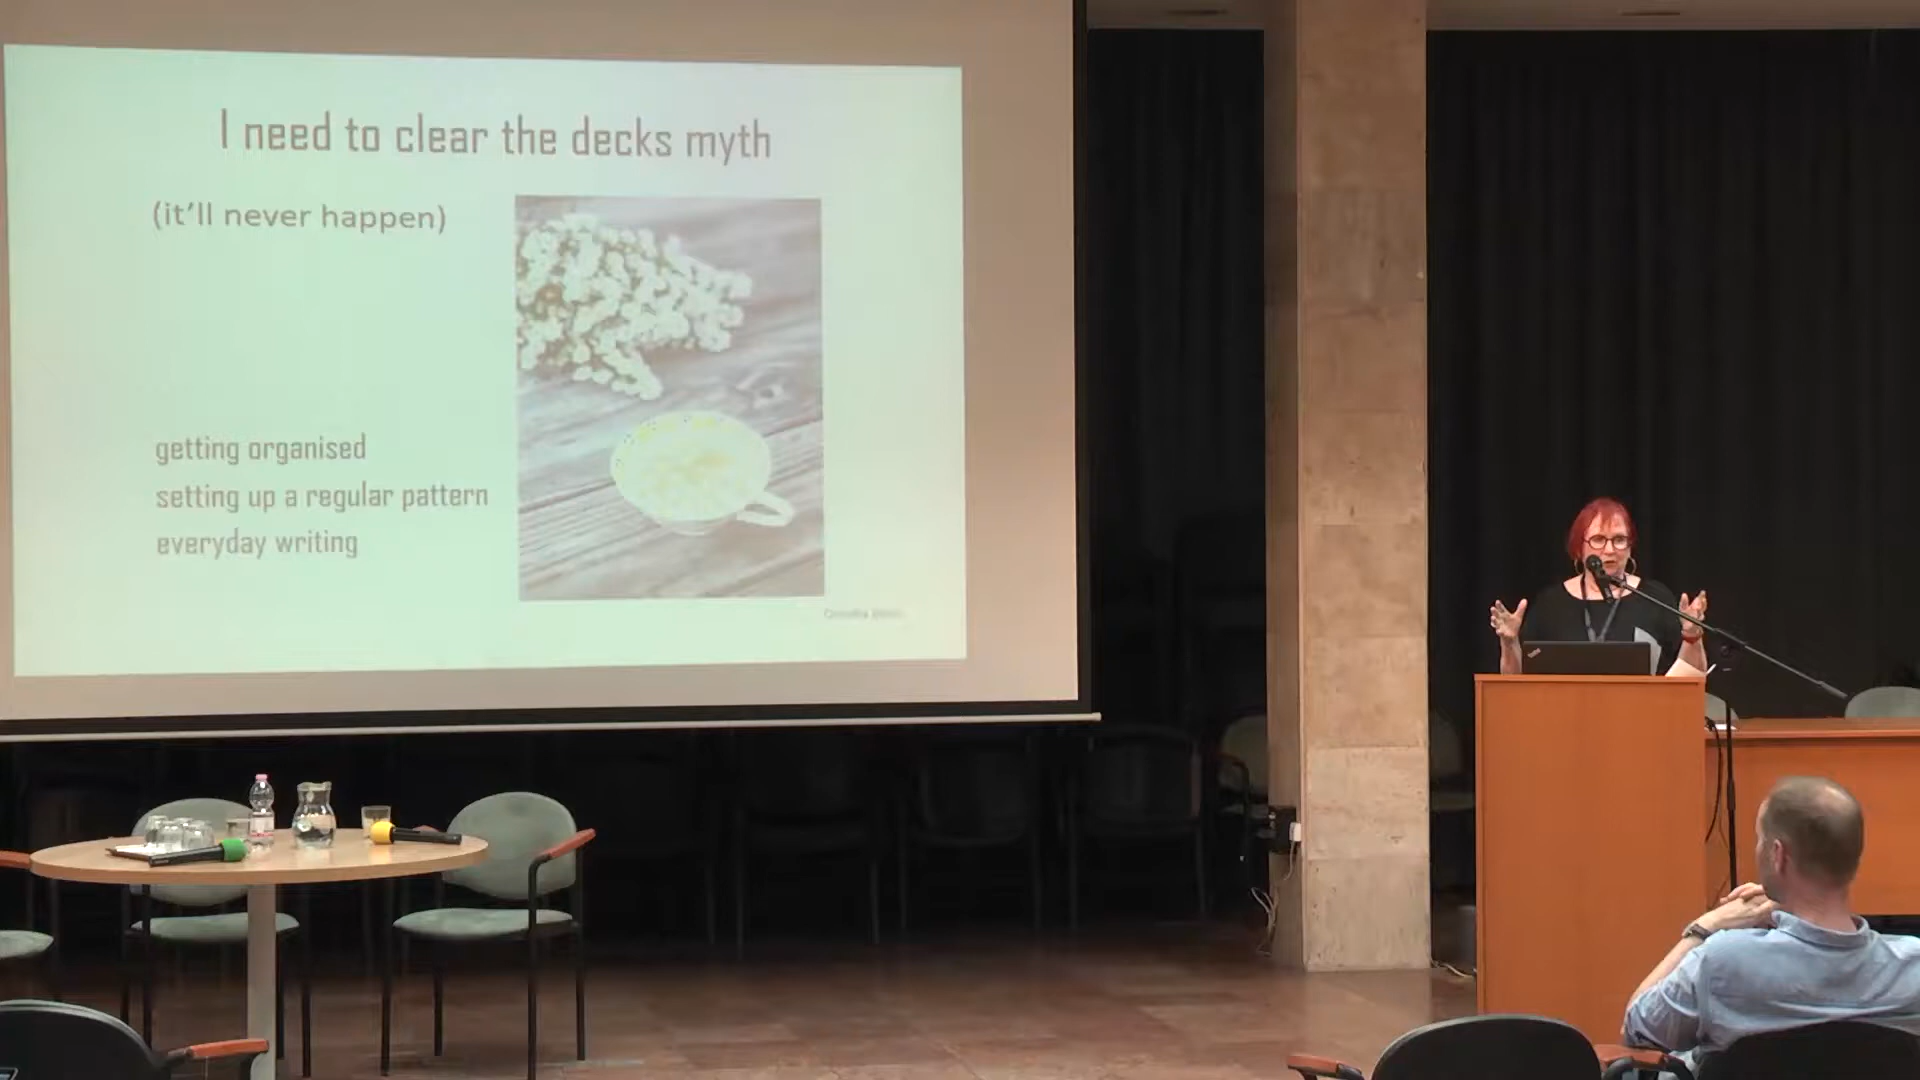 I need to clear the decks myth
(it'll never happen)
getting organised
setting up a regular pattern
everyday writing